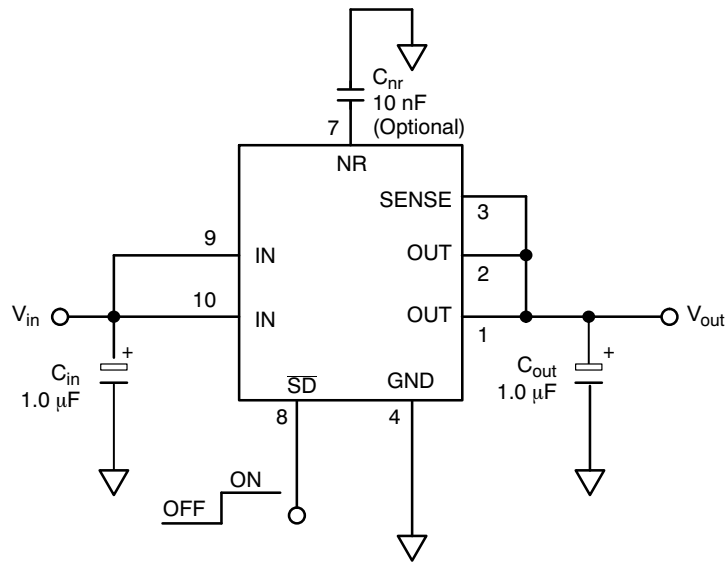 Cnr
10 nF
(Optional)
7
NR
SENSE
3
9
IN
OUT
2
Vin
10
IN
OUT
1
Vout
Cin
+
1.0 µF
SD
GND
Cout
+
1.0 µF
8
4
ON
OFF